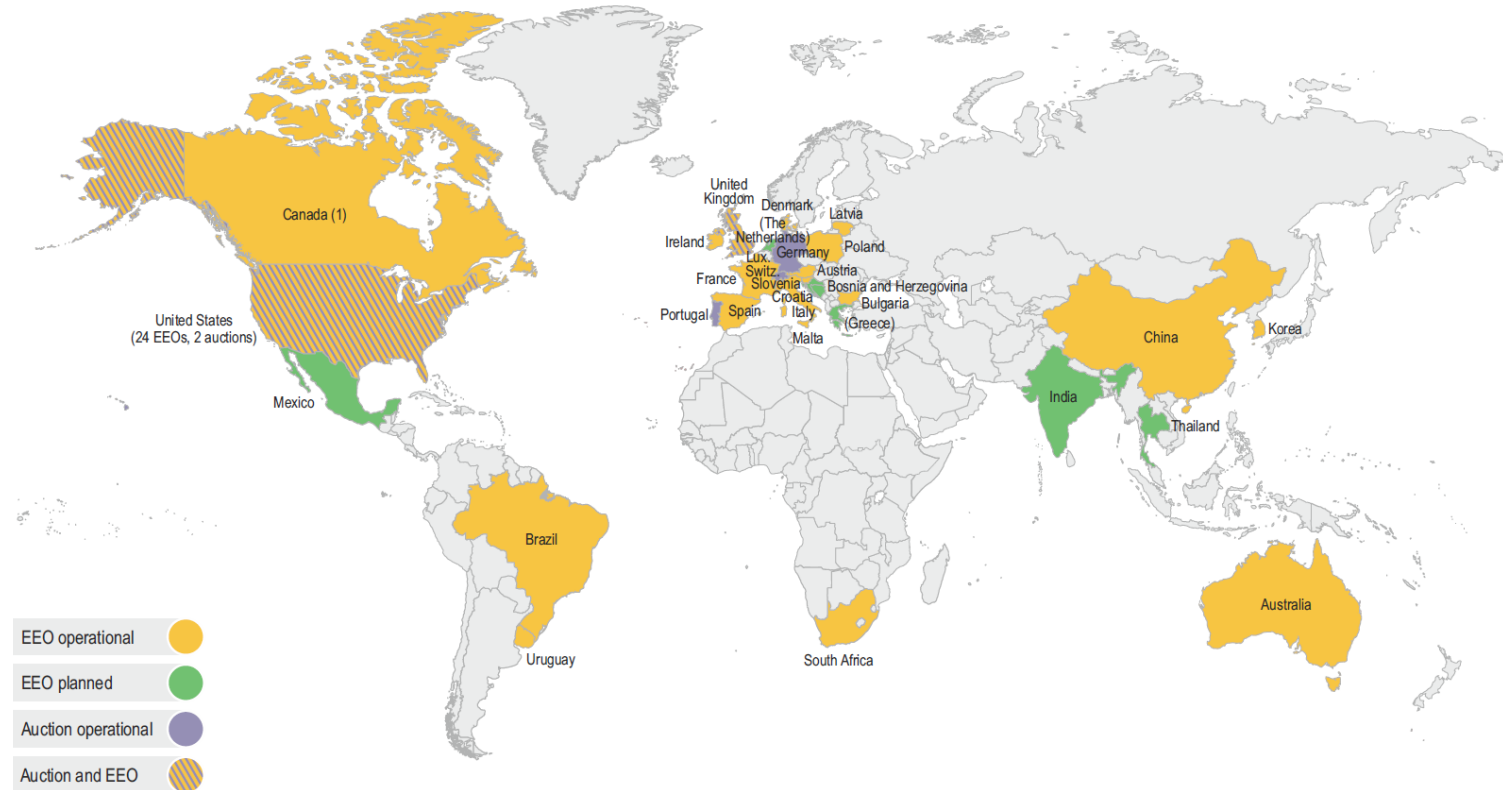 Canada (1)
United States
(24 EEOs, 2 auctions)
Mexico
Brazil
Uruguay
United
Kingdom
Denmark
(The
Netherlands)
Latvia
Ireland
Germany
Poland
Lux.
Switz.
Austria
France
Slovenia
Bosnia and Herzegovina
Croatia
Bulgaria
Portugal
Spain
Italy
(Greece)
Malta
China
Korea
India
Thailand
South Africa
Australia
EEO operational
EEO planned
Auction operational
Auction and EEO